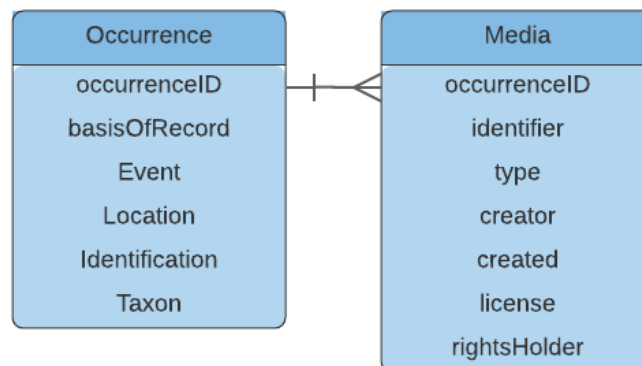 Occurrence
occurrenceID
basisOfRecord
Event
Location
Identification
Taxon
Media
occurrenceID
identifier
type
creator
created
license
rightsHolder